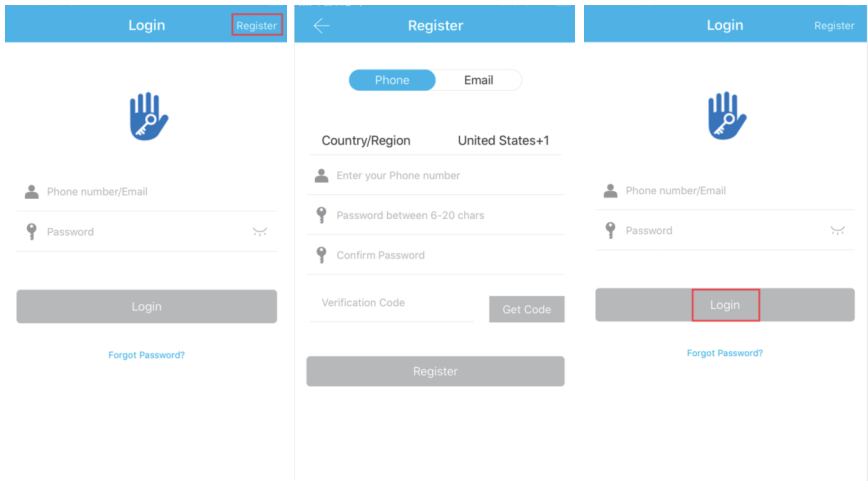 Login
Register
Phone number/Email
Password
Login
Forgot Password?
Register
Phone
Email
Country/Region
United States+1
Enter your Phone number
Password between 6-20 chars
Confirm Password
Verification Code
Get Code
Register
Login
Register
Phone number/Email
Password
Login
Forgot Password?